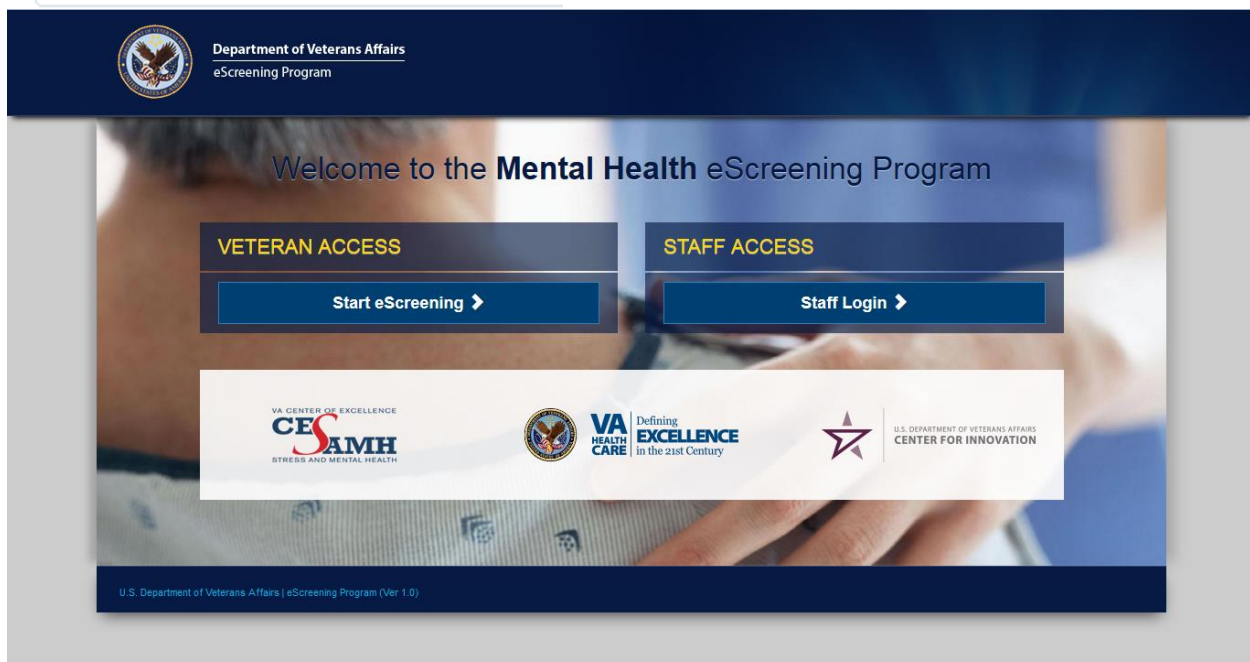 Department of Veterans Affairs
eScreening Program
Welcome to the Mental Health eScreening Program
VETERAN ACCESS
Start eScreening
STAFF ACCESS
Staff Login
VA CENTER OF EXCELLENCE
CESAMH
STRESS AND MENTAL HEALTH
VA
HEALTH
CARE
Defining
EXCELLENCE
in the 21st Century
U.S. DEPARTMENT OF VETERANS AFFAIRS
CENTER FOR INNOVATION
U.S. Department of Veterans Affairs | eScreening Program (Ver 1.0)